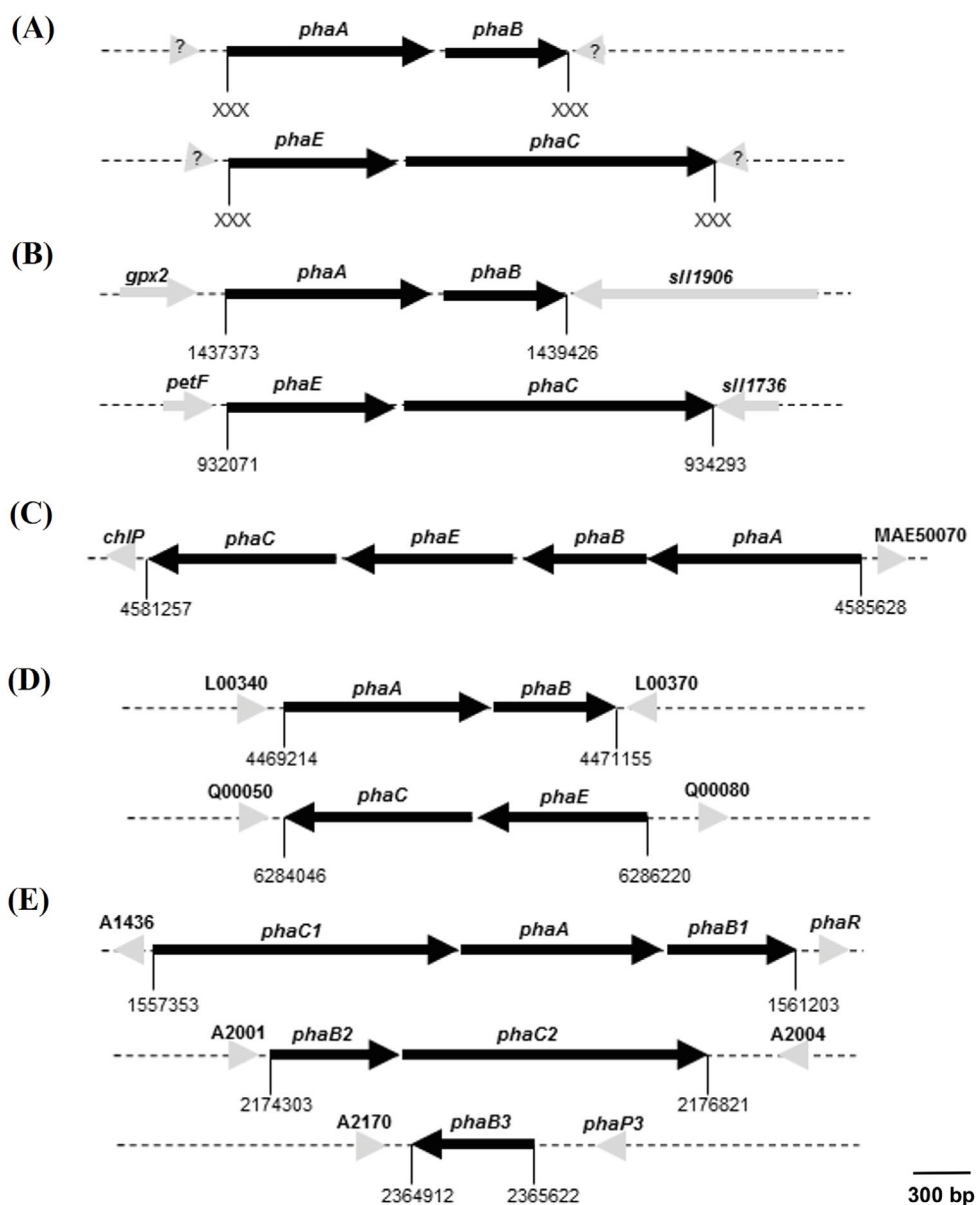 (A)
phaA phaB
? ?
XXX XXX
phaE phaC
? ?
XXX XXX
(B)
gpx2 phaA phaB sll1906
1437373 1439426
petF phaE phaC sll1736
932071 934293
(C)
chlP phaC phaE phaB phaA MAE50070
4581257 4585628
(D)
L00340 phaA phaB L00370
4469214 4471155
Q00050 phaC phaE Q00080
6284046 6286220
(E)
A1436 phaC1 phaA phaB1 phaR
1557353 1561203
A2001 phaB2 phaC2 A2004
2174303 2176821
A2170 phaB3 phaP3
2364912 2365622
300 bp